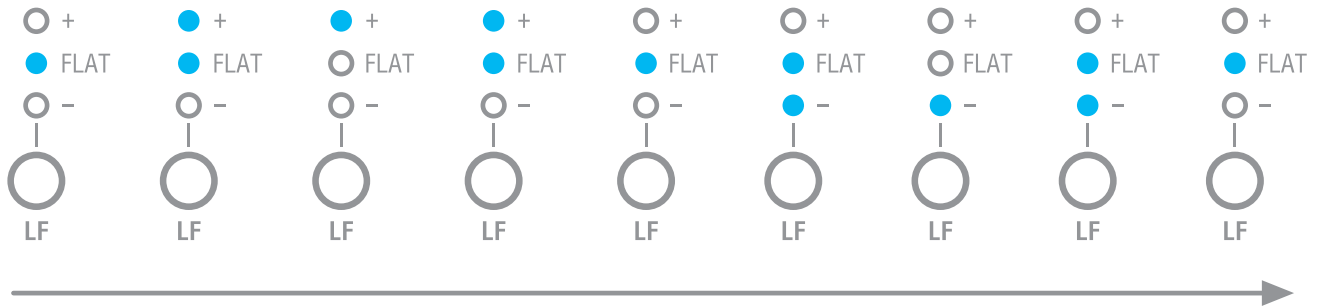 + + + + + + + + +
FLAT FLAT FLAT FLAT FLAT FLAT FLAT FLAT FLAT
− − − − − − − − −
LF LF LF LF LF LF LF LF LF